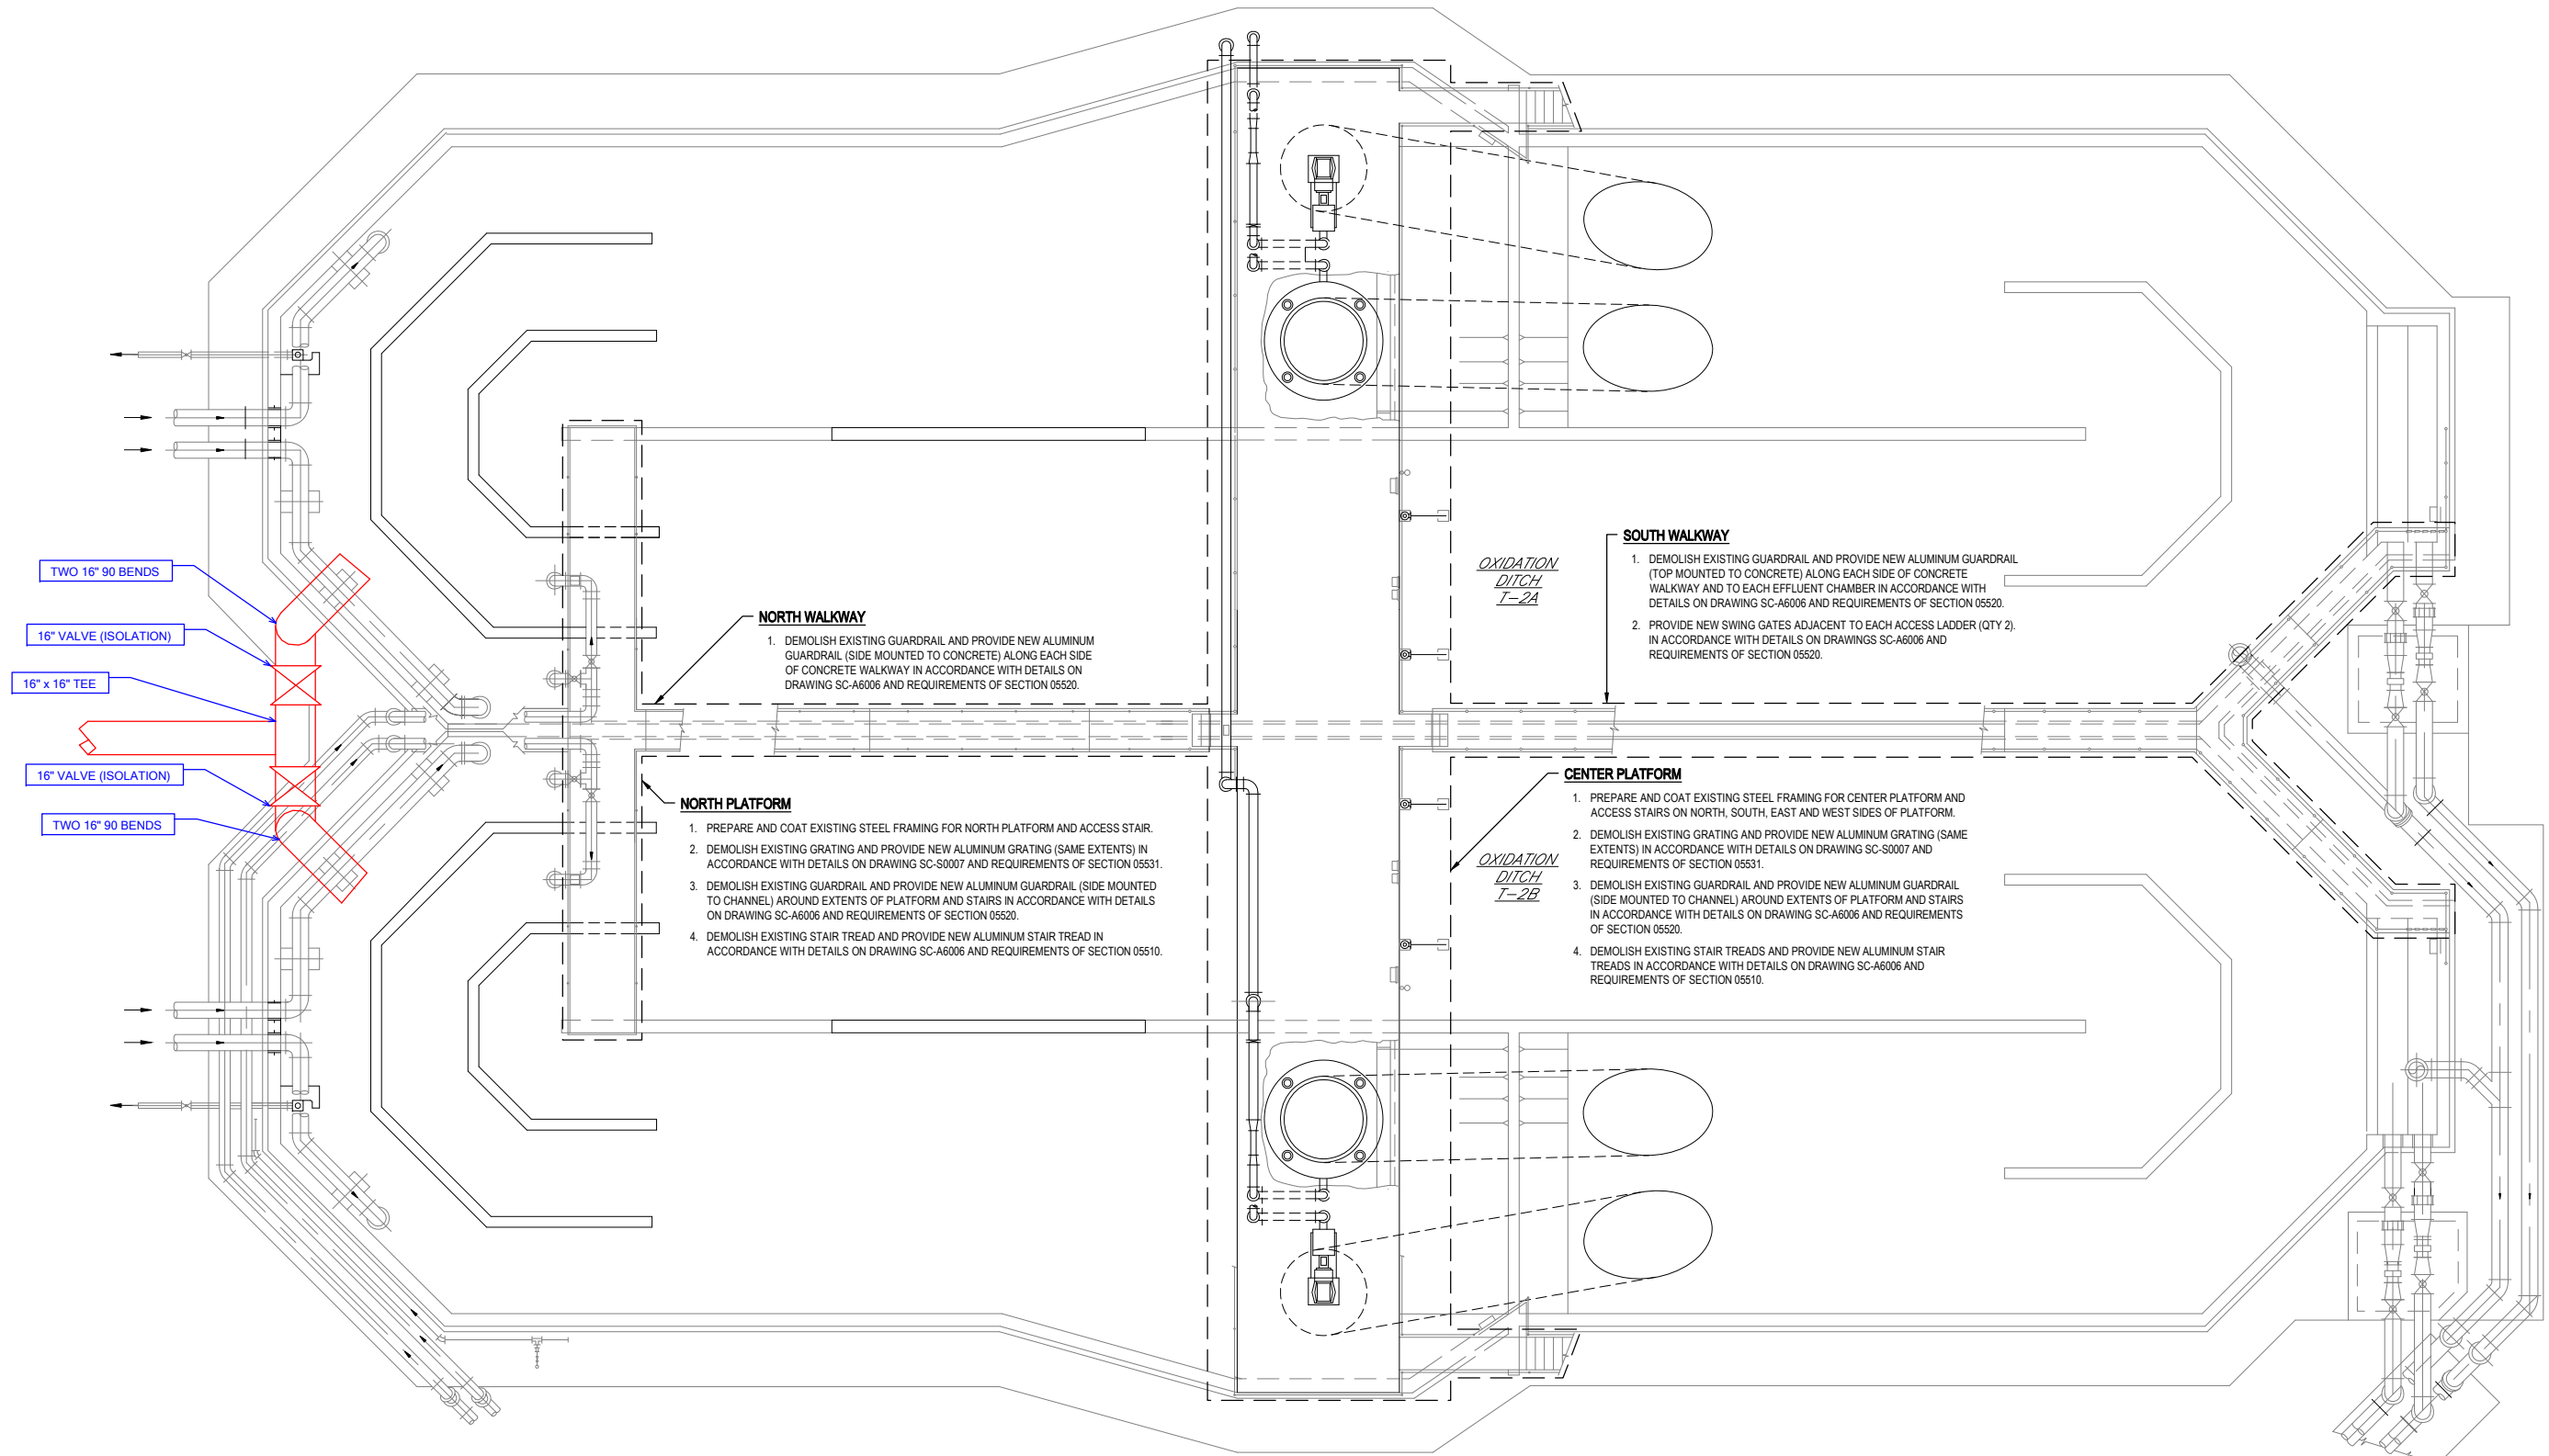 TWO 16" 90 BENDS
16" VALVE (ISOLATION)
16" x 16" TEE
16" VALVE (ISOLATION)
TWO 16" 90 BENDS
NORTH WALKWAY
1. DEMOLISH EXISTING GUARDRAIL AND PROVIDE NEW ALUMINUM
GUARDRAIL (SIDE MOUNTED TO CONCRETE) ALONG EACH SIDE
OF CONCRETE WALKWAY IN ACCORDANCE WITH DETAILS ON
DRAWING SC-A6006 AND REQUIREMENTS OF SECTION 05520.
NORTH PLATFORM
1. PREPARE AND COAT EXISTING STEEL FRAMING FOR NORTH PLATFORM AND ACCESS STAIR.
2. DEMOLISH EXISTING GRATING AND PROVIDE NEW ALUMINUM GRATING (SAME EXTENTS) IN
ACCORDANCE WITH DETAILS ON DRAWING SC-S0007 AND REQUIREMENTS OF SECTION 05531.
3. DEMOLISH EXISTING GUARDRAIL AND PROVIDE NEW ALUMINUM GUARDRAIL (SIDE MOUNTED
TO CHANNEL) AROUND EXTENTS OF PLATFORM AND STAIRS IN ACCORDANCE WITH DETAILS
ON DRAWING SC-A6006 AND REQUIREMENTS OF SECTION 05520.
4. DEMOLISH EXISTING STAIR TREAD AND PROVIDE NEW ALUMINUM STAIR TREAD IN
ACCORDANCE WITH DETAILS ON DRAWING SC-A6006 AND REQUIREMENTS OF SECTION 05510.
OXIDATION
DITCH
T-2A
SOUTH WALKWAY
1. DEMOLISH EXISTING GUARDRAIL AND PROVIDE NEW ALUMINUM GUARDRAIL
(TOP MOUNTED TO CONCRETE) ALONG EACH SIDE OF CONCRETE
WALKWAY AND TO EACH EFFLUENT CHAMBER IN ACCORDANCE WITH
DETAILS ON DRAWING SC-A6006 AND REQUIREMENTS OF SECTION 05520.
2. PROVIDE NEW SWING GATES ADJACENT TO EACH ACCESS LADDER (QTY 2).
IN ACCORDANCE WITH DETAILS ON DRAWINGS SC-A6006 AND
REQUIREMENTS OF SECTION 05520.
OXIDATION
DITCH
T-2B
CENTER PLATFORM
1. PREPARE AND COAT EXISTING STEEL FRAMING FOR CENTER PLATFORM AND
ACCESS STAIRS ON NORTH, SOUTH, EAST AND WEST SIDES OF PLATFORM.
2. DEMOLISH EXISTING GRATING AND PROVIDE NEW ALUMINUM GRATING (SAME
EXTENTS) IN ACCORDANCE WITH DETAILS ON DRAWING SC-S0007 AND
REQUIREMENTS OF SECTION 05531.
3. DEMOLISH EXISTING GUARDRAIL AND PROVIDE NEW ALUMINUM GUARDRAIL
(SIDE MOUNTED TO CHANNEL) AROUND EXTENTS OF PLATFORM AND STAIRS
IN ACCORDANCE WITH DETAILS ON DRAWING SC-A6006 AND REQUIREMENTS
OF SECTION 05520.
4. DEMOLISH EXISTING STAIR TREADS AND PROVIDE NEW ALUMINUM STAIR
TREADS IN ACCORDANCE WITH DETAILS ON DRAWING SC-A6006 AND
REQUIREMENTS OF SECTION 05510.